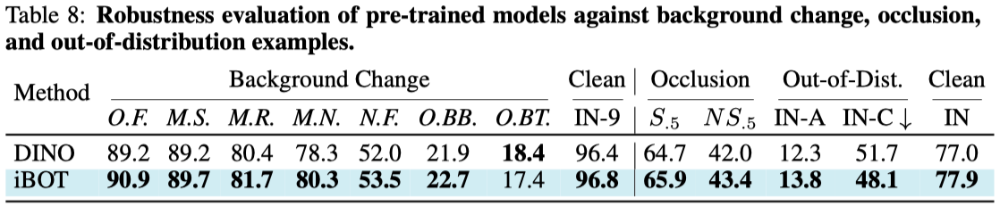 Table 8: Robustness evaluation of pre-trained models against background change, occlusion,
and out-of-distribution examples.
Method Background Change Clean Occlusion Out-of-Dist. Clean
O.F. M.S. M.R. M.N. N.F. O.BB. O.BT. IN-9 S.5 NS.5 IN-A IN-C ↓ IN
DINO 89.2 89.2 80.4 78.3 52.0 21.9 18.4 96.4 64.7 42.0 12.3 51.7 77.0
iBOT 90.9 89.7 81.7 80.3 53.5 22.7 17.4 96.8 65.9 43.4 13.8 48.1 77.9